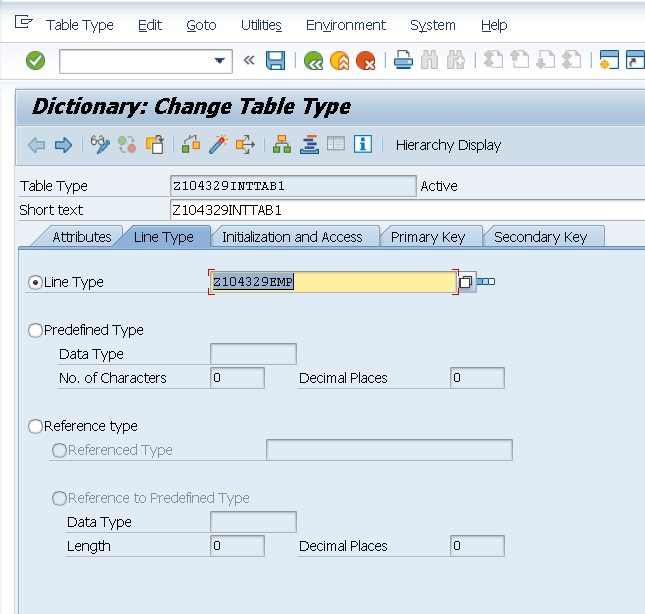 Table Type Edit Goto Utilities Environment System Help
Dictionary: Change Table Type
Hierarchy Display
Table Type Z104329INTTAB1 Active
Short text Z104329INTTAB1
Attributes Line Type Initialization and Access Primary Key Secondary Key
Line Type Z104329EMP
Predefined Type
Data Type
No. of Characters 0 Decimal Places 0
Reference type
Referenced Type
Reference to Predefined Type
Data Type
Length 0 Decimal Places 0